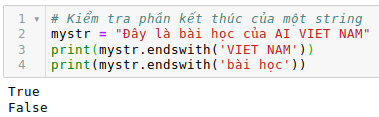 1 # Kiểm tra phần kết thúc của một string
2 mystr = "Đây là bài học của AI VIET NAM"
3 print(mystr.endswith('VIET NAM'))
4 print(mystr.endswith('bài học'))
True
False